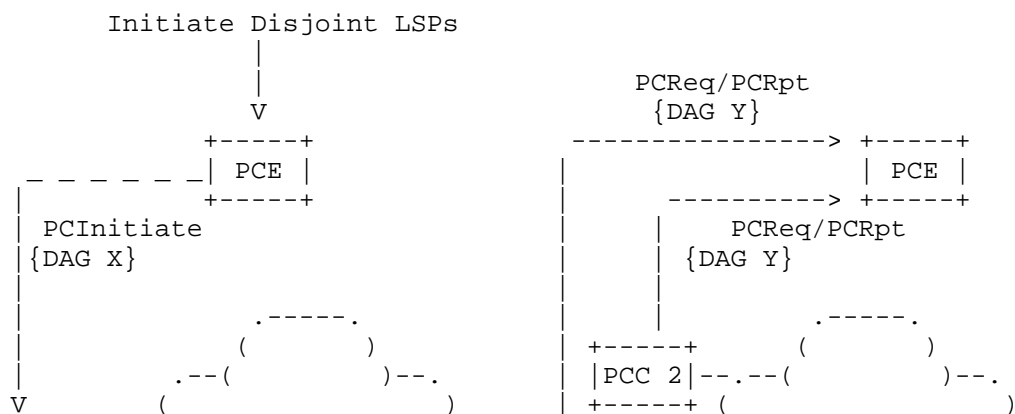 Initiate Disjoint LSPs
PCReq/PCRpt
V {DAG Y}
PCE PCE
PCInitiate PCReq/PCRpt
{DAG X} {DAG Y}
PCC 2
V